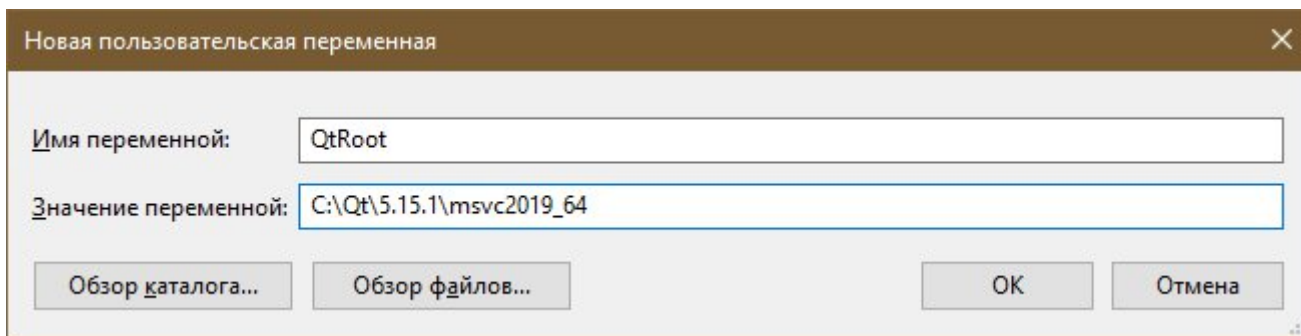 Новая пользовательская переменная
Имя переменной: QtRoot
Значение переменной: C:\Qt\5.15.1\msvc2019_64
Обзор каталога... Обзор файлов... OK Отмена